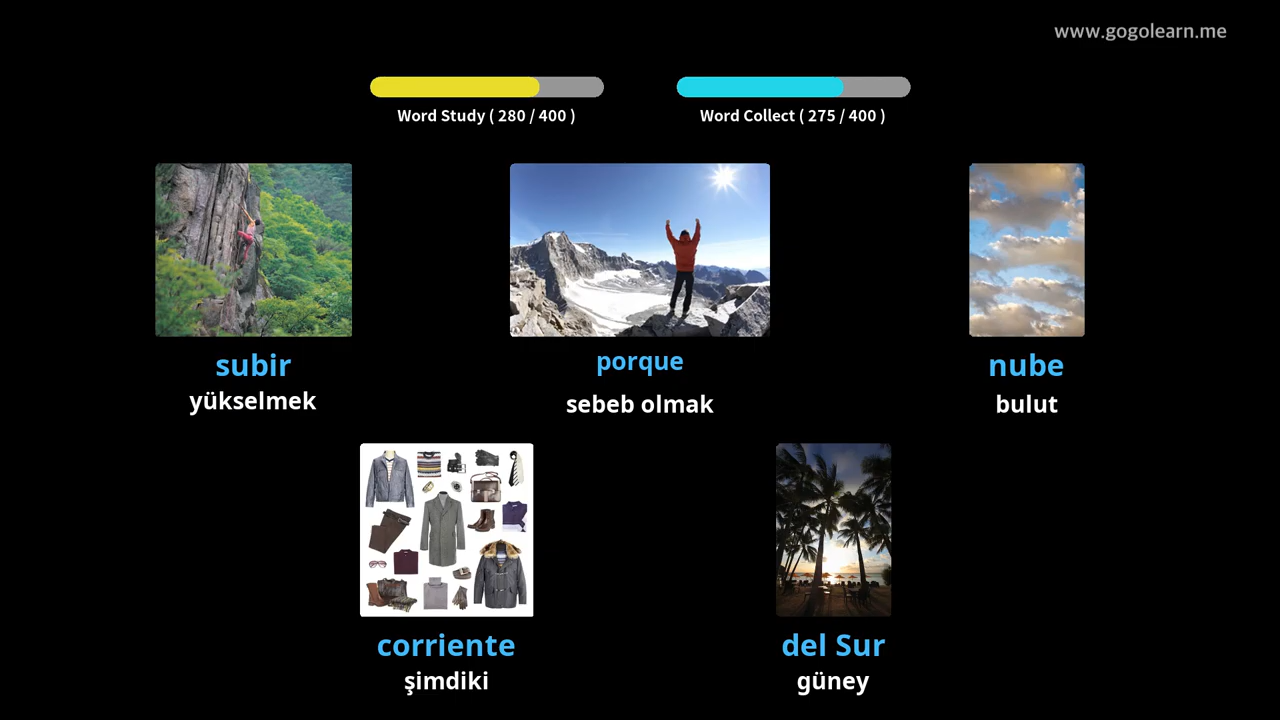 www.gogolearn.me
Word Study ( 280 / 400 )
Word Collect ( 275 / 400 )
subir
yükselmek
porque
sebeb olmak
nube
bulut
corriente
şimdiki
del Sur
güney